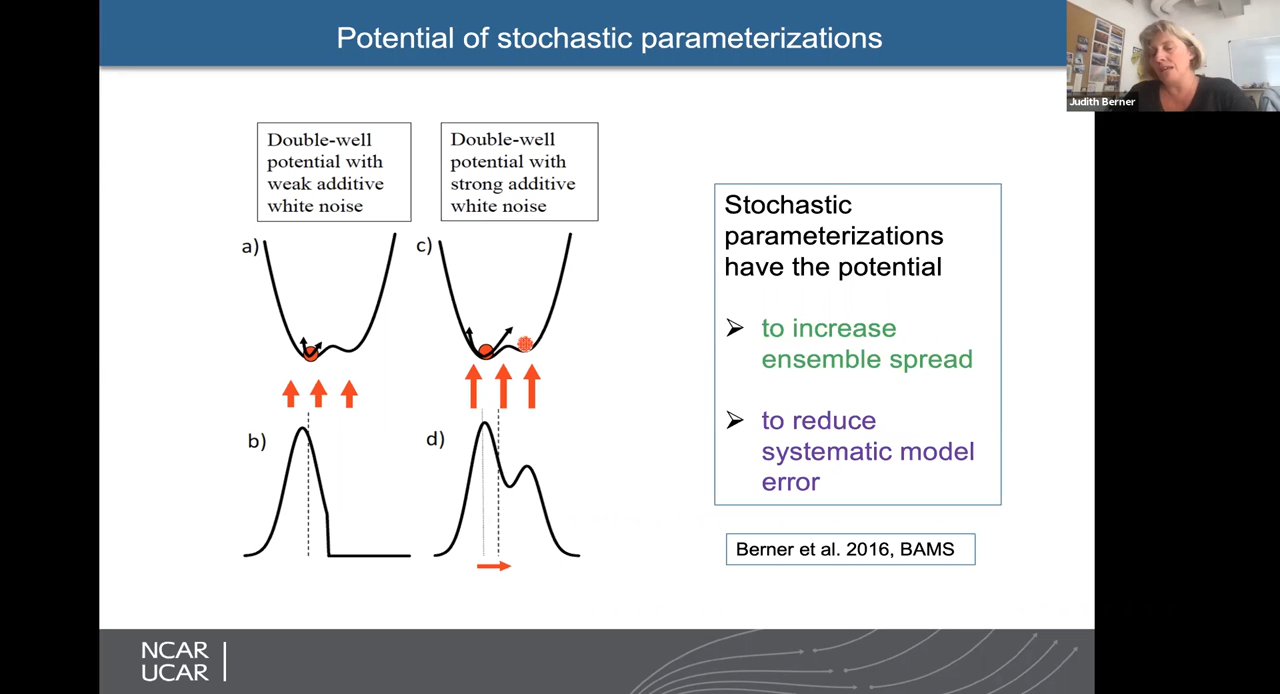 Potential of stochastic parameterizations
Judith Berner
Double-well
potential with
weak additive
white noise
Double-well
potential with
strong additive
white noise
a)
c)
b)
d)
Stochastic
parameterizations
have the potential
➢ to increase
ensemble spread
➢ to reduce
systematic model
error
Berner et al. 2016, BAMS
NCAR
UCAR